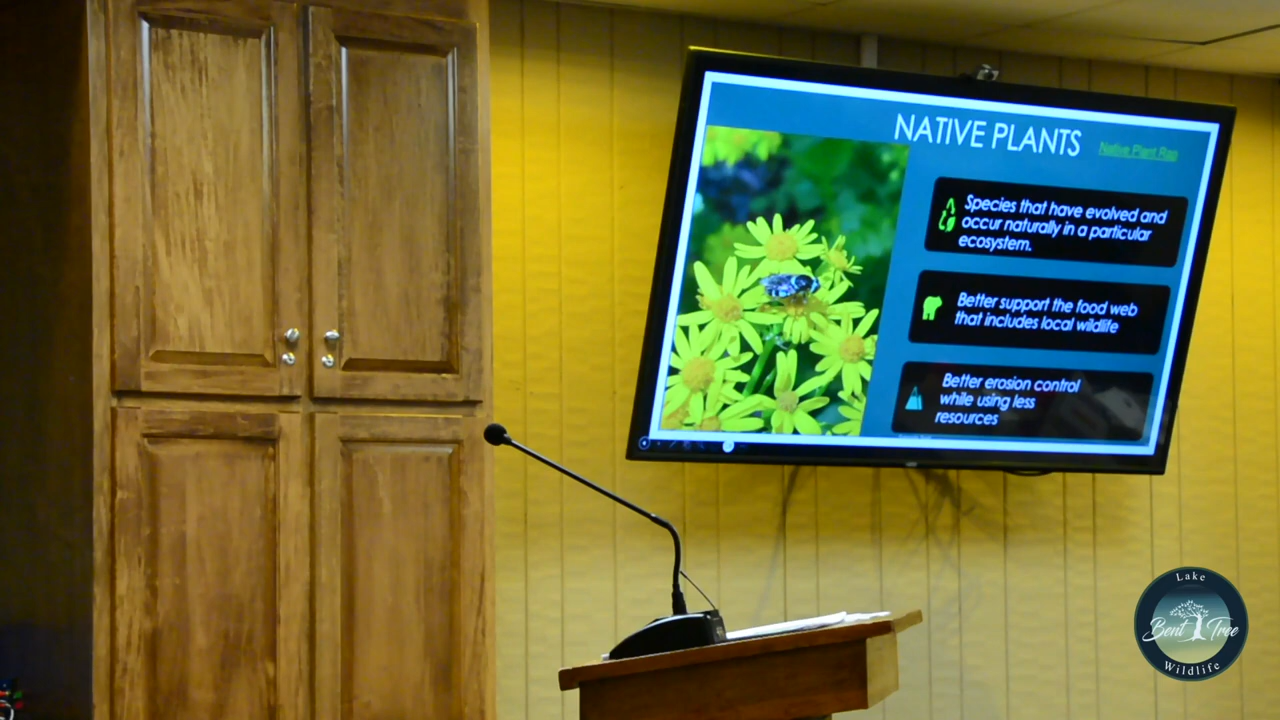 NATIVE PLANTS
Native Plant Rap
Species that have evolved and
occur naturally in a particular
ecosystem.
Better support the food web
that includes local wildlife
Better erosion control
while using less
resources
Lake
Bent Tree
Wildlife